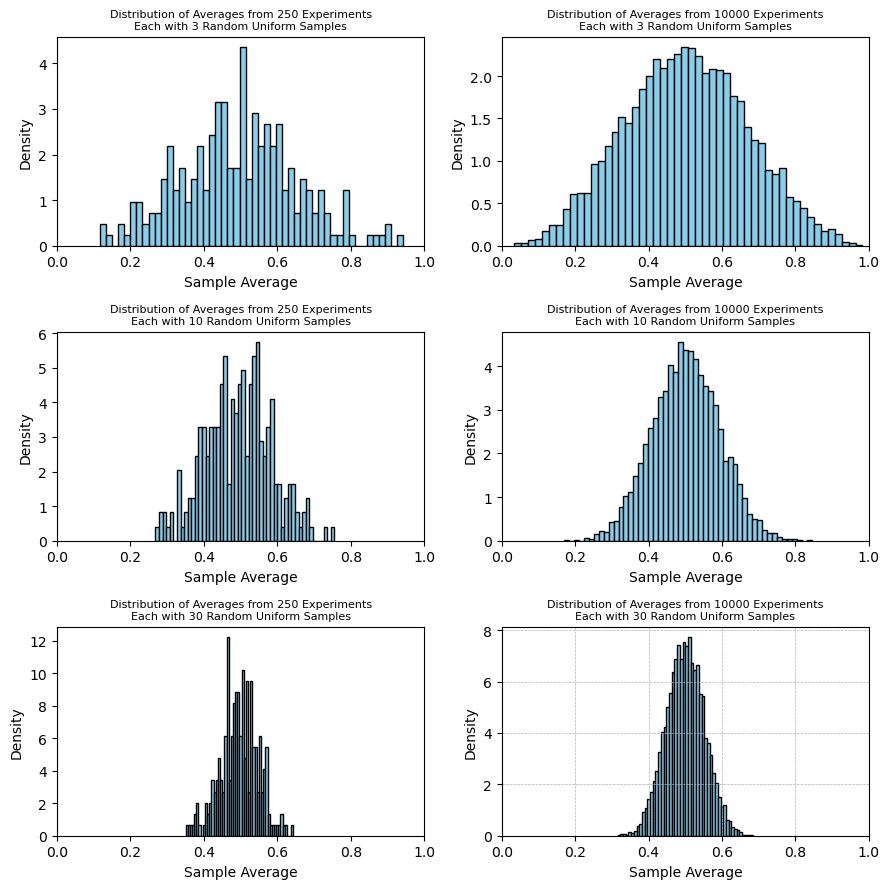 Distribution of Averages from 250 Experiments
Each with 3 Random Uniform Samples
4
3
2
1
0
Density
0.0 0.2 0.4 0.6 0.8 1.0
Sample Average
Distribution of Averages from 10000 Experiments
Each with 3 Random Uniform Samples
2.0
1.5
1.0
0.5
0.0
Density
0.0 0.2 0.4 0.6 0.8 1.0
Sample Average
Distribution of Averages from 250 Experiments
Each with 10 Random Uniform Samples
6
5
4
3
2
1
0
Density
0.0 0.2 0.4 0.6 0.8 1.0
Sample Average
Distribution of Averages from 10000 Experiments
Each with 10 Random Uniform Samples
4
3
2
1
0
Density
0.0 0.2 0.4 0.6 0.8 1.0
Sample Average
Distribution of Averages from 250 Experiments
Each with 30 Random Uniform Samples
12
10
8
6
4
2
0
Density
0.0 0.2 0.4 0.6 0.8 1.0
Sample Average
Distribution of Averages from 10000 Experiments
Each with 30 Random Uniform Samples
8
6
4
2
0
Density
0.0 0.2 0.4 0.6 0.8 1.0
Sample Average